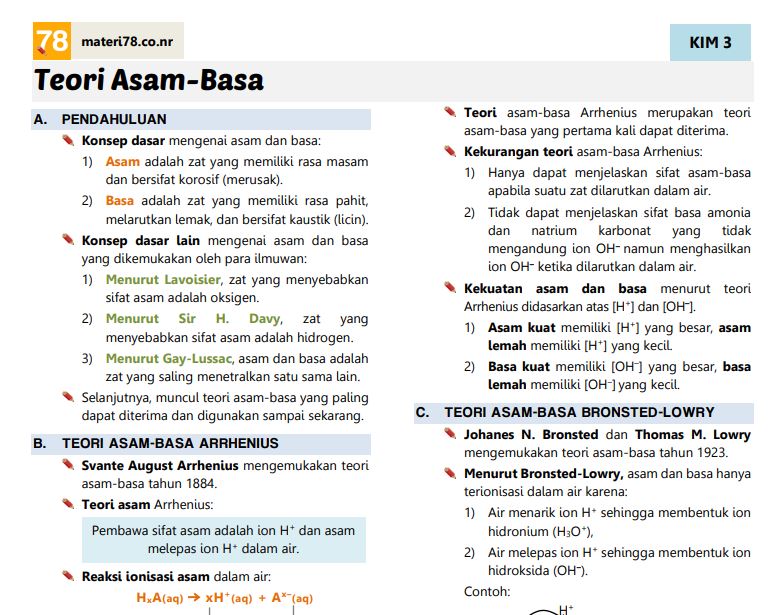 78 materi78.co.nr
KIM 3
Teori Asam-Basa
A. PENDAHULUAN
Konsep dasar mengenai asam dan basa:
1) Asam adalah zat yang memiliki rasa masam
dan bersifat korosif (merusak).
2) Basa adalah zat yang memiliki rasa pahit,
melarutkan lemak, dan bersifat kaustik (licin).
Konsep dasar lain mengenai asam dan basa
yang dikemukakan oleh para ilmuwan:
1) Menurut Lavoisier, zat yang menyebabkan
sifat asam adalah oksigen.
2) Menurut Sir H. Davy, zat yang
menyebabkan sifat asam adalah hidrogen.
3) Menurut Gay-Lussac, asam dan basa adalah
zat yang saling menetralkan satu sama lain.
Selanjutnya, muncul teori asam-basa yang paling
dapat diterima dan digunakan sampai sekarang.
B. TEORI ASAM-BASA ARRHENIUS
Svante August Arrhenius mengemukakan teori
asam-basa tahun 1884.
Teori asam Arrhenius:
Pembawa sifat asam adalah ion H⁺ dan asam
melepas ion H⁺ dalam air.
Reaksi ionisasi asam dalam air:
HₓA(aq) → xH⁺(aq) + Aˣ⁻(aq)
Teori asam-basa Arrhenius merupakan teori
asam-basa yang pertama kali dapat diterima.
Kekurangan teori asam-basa Arrhenius:
1) Hanya dapat menjelaskan sifat asam-basa
apabila suatu zat dilarutkan dalam air.
2) Tidak dapat menjelaskan sifat basa amonia
dan natrium karbonat yang tidak
mengandung ion OH⁻ namun menghasilkan
ion OH⁻ ketika dilarutkan dalam air.
Kekuatan asam dan basa menurut teori
Arrhenius didasarkan atas [H⁺] dan [OH⁻].
1) Asam kuat memiliki [H⁺] yang besar, asam
lemah memiliki [H⁺] yang kecil.
2) Basa kuat memiliki [OH⁻] yang besar, basa
lemah memiliki [OH⁻] yang kecil.
C. TEORI ASAM-BASA BRONSTED-LOWRY
Johanes N. Bronsted dan Thomas M. Lowry
mengemukakan teori asam-basa tahun 1923.
Menurut Bronsted-Lowry, asam dan basa hanya
terionisasi dalam air karena:
1) Air menarik ion H⁺ sehingga membentuk ion
hidronium (H₃O⁺),
2) Air melepas ion H⁺ sehingga membentuk ion
hidroksida (OH⁻).
Contoh:
H⁺